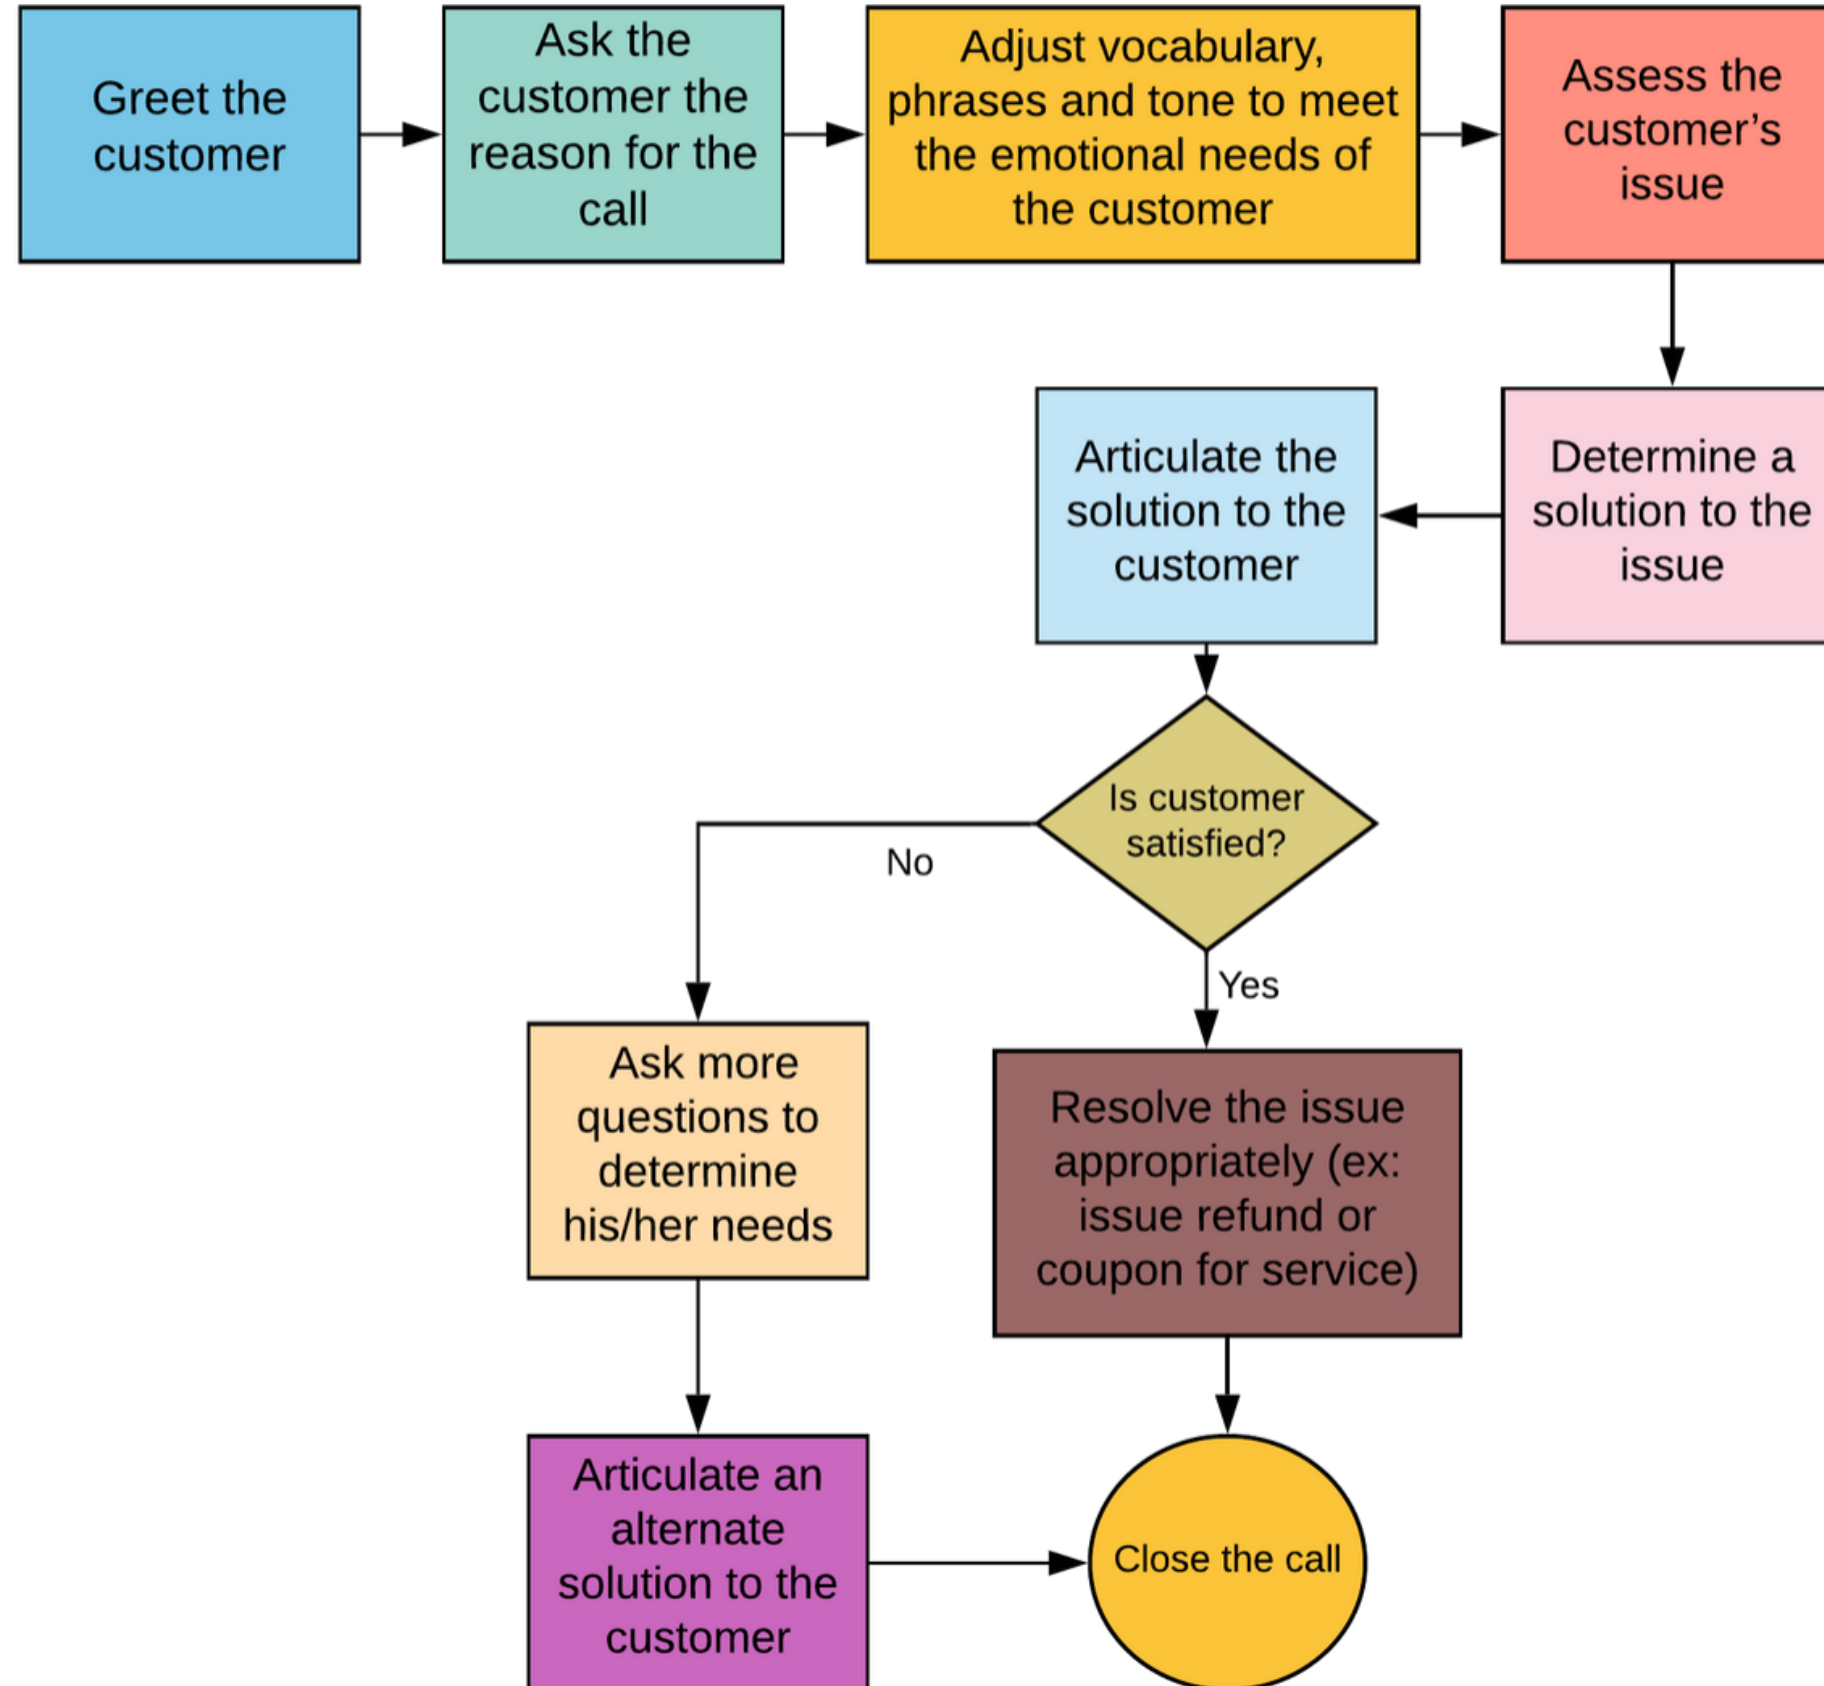 Greet the
customer
Ask the
customer the
reason for the
call
Adjust vocabulary,
phrases and tone to meet
the emotional needs of
the customer
Assess the
customer’s
issue
Determine a
solution to the
issue
Articulate the
solution to the
customer
Is customer
satisfied?
No
Yes
Ask more
questions to
determine
his/her needs
Resolve the issue
appropriately (ex:
issue refund or
coupon for service)
Articulate an
alternate
solution to the
customer
Close the call